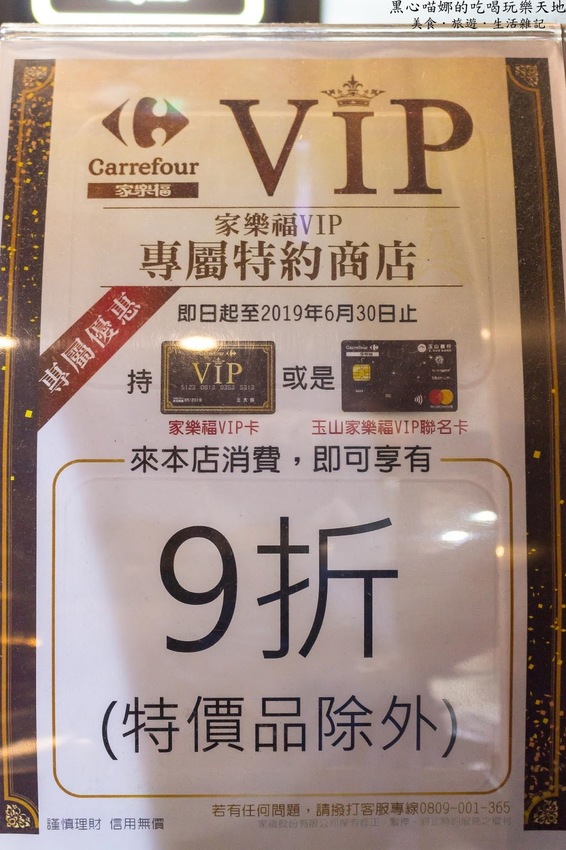 黑心喵娜的吃喝玩樂天地
美食‧旅遊‧生活雜記
VIP
Carrefour
家樂福
家樂福VIP
專屬特約商店
專屬優惠
即日起至2019年6月30日止
持
VIP
或是
Carrefour
玉山銀行
家樂福VIP卡
玉山家樂福VIP聯名卡
來本店消費，即可享有
9折
(特價品除外)
若有任何問題，請撥打客服專線0809-001-365
謹慎理財 信用無價